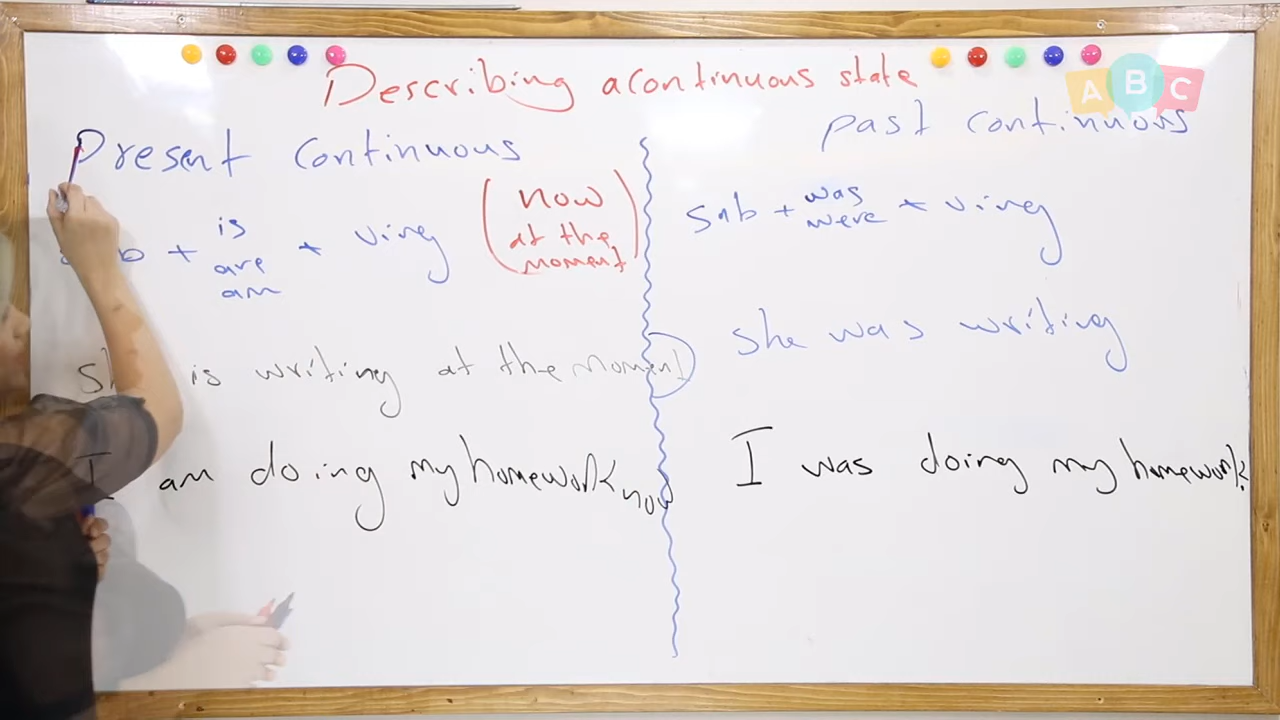 Describing a continuous state
A B C
Present continuous
+ is + ving
are
am
(now
at the
moment)
is writing at the moment
I am doing my homework now
past continuous
sub + was + ving
were
she was writing
I was doing my homework.